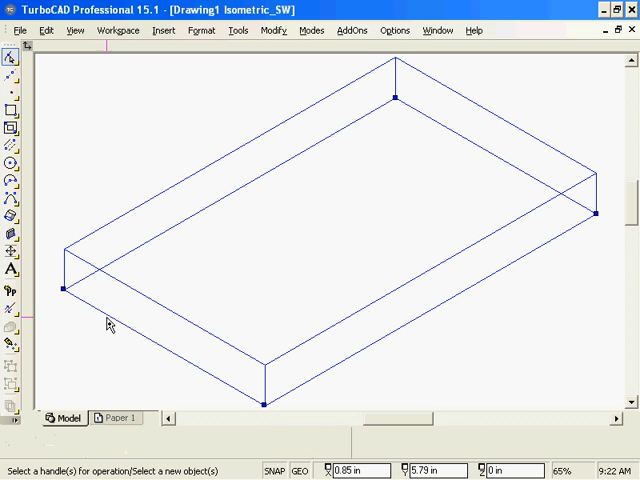 TurboCAD Professional 15.1 - [Drawing1 Isometric_SW]
File Edit View Workspace Insert Format Tools Modify Modes AddOns Options Window Help
A
Model Paper 1
Select a handle(s) for operation/Select a new object(s) SNAP GEO X 0.85 in Y 5.79 in Z 0 in 65% 9:22 AM